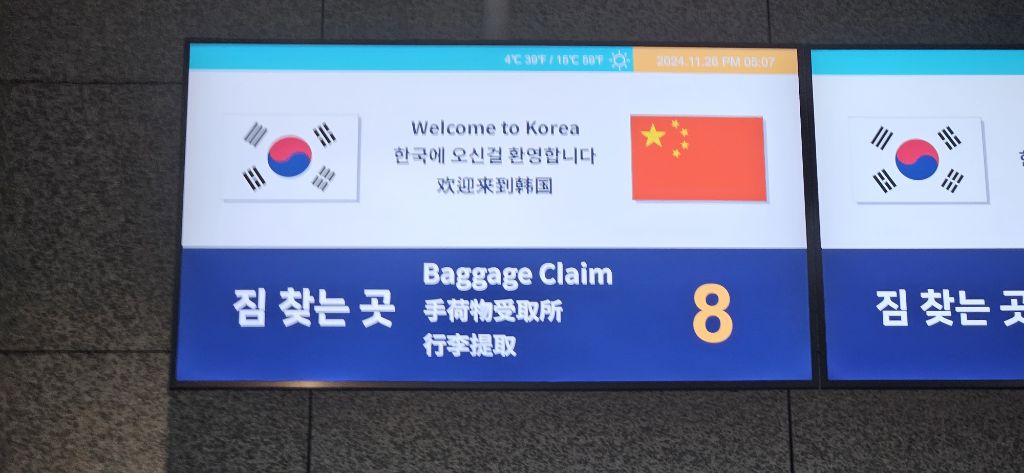 4℃ 39℉ / 15℃ 59℉
2024.11.26 PM 05:07
Welcome to Korea
한국에 오신걸 환영합니다
欢迎来到韩国
짐 찾는 곳
Baggage Claim
手荷物受取所
行李提取
8
짐 찾는